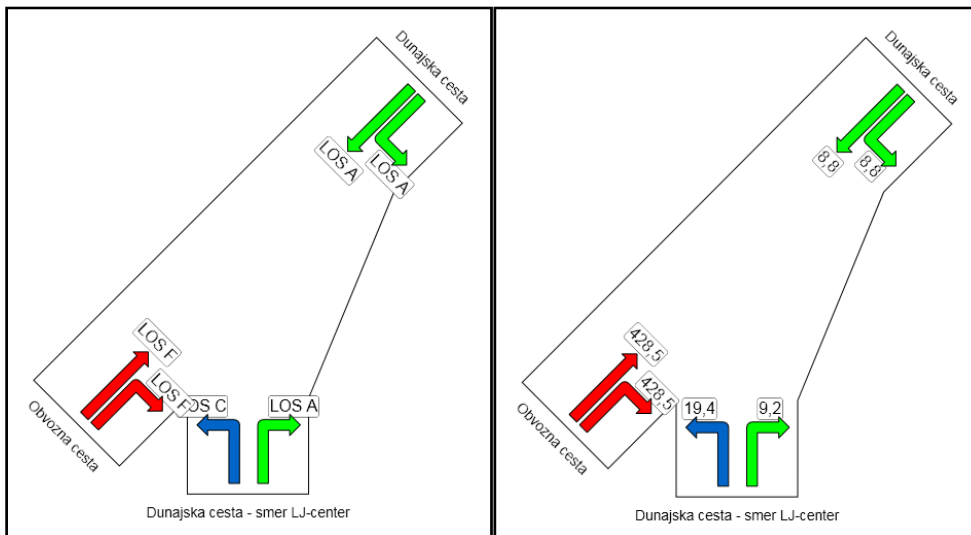 Dunajska cesta
LOS A
LOS A
LOS F
LOS F
OS C
LOS A
Obvozna cesta
Dunajska cesta - smer LJ-center
Dunajska cesta
8,8
8,8
428,5
428,5
19,4
9,2
Obvozna cesta
Dunajska cesta - smer LJ-center